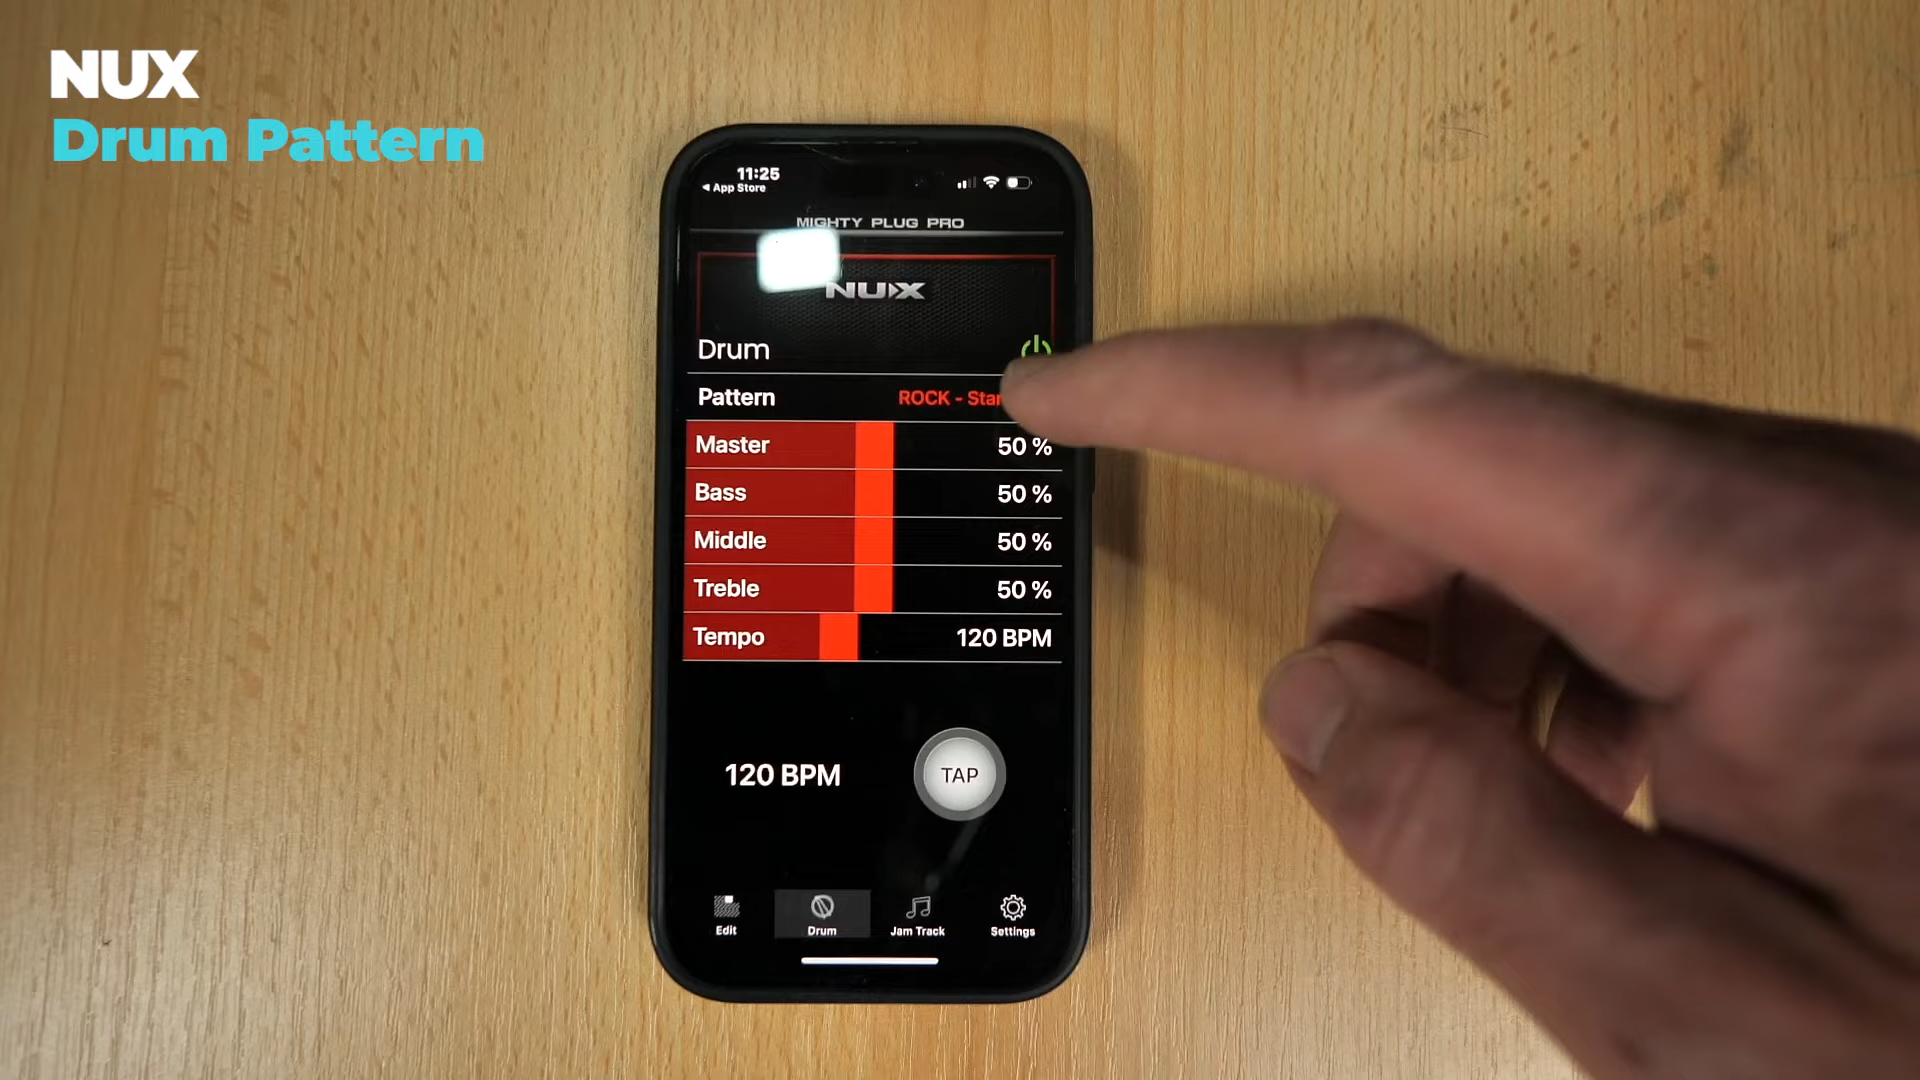 NUX
Drum Pattern
11:25
App Store
MIGHTY PLUG PRO
NUX
Drum
Pattern ROCK -
Master 50 %
Bass 50 %
Middle 50 %
Treble 50 %
Tempo 120 BPM
120 BPM TAP
Edit Drum Jam Track Settings